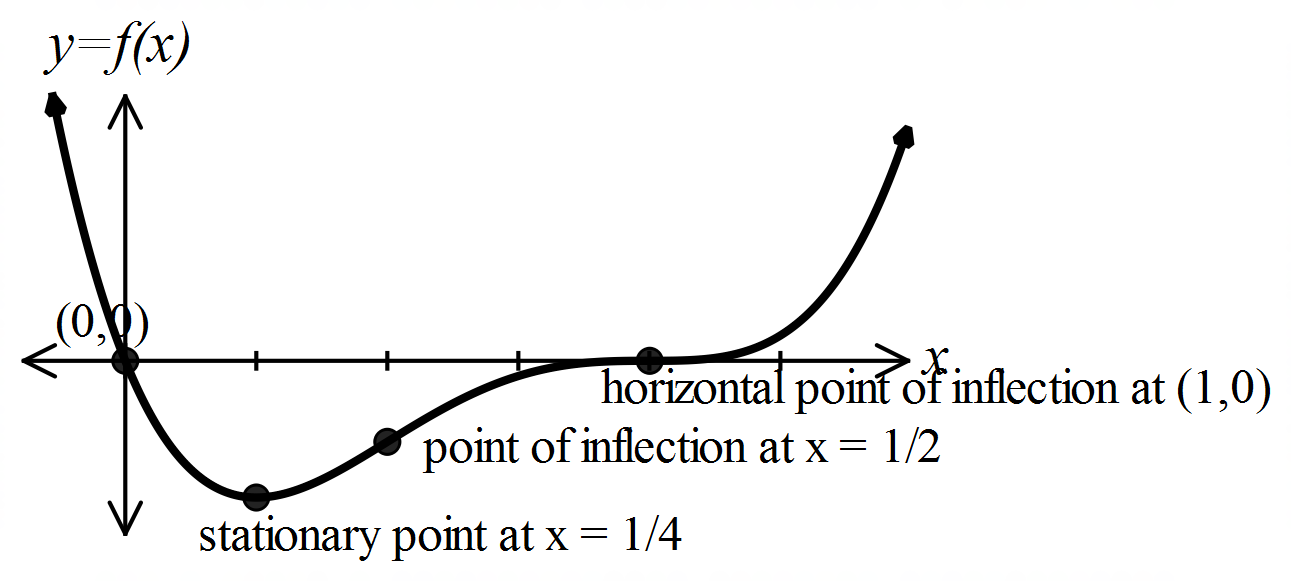 y=f(x)
(0,0)
x
horizontal point of inflection at (1,0)
point of inflection at x = 1/2
stationary point at x = 1/4